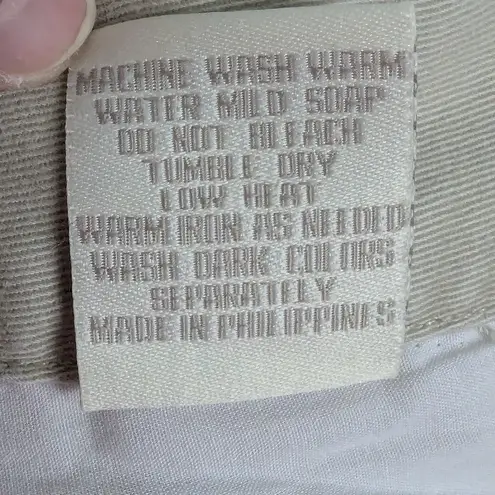 MACHINE WASH WARM
WATER MILD SOAP
DO NOT BLEACH
TUMBLE DRY
LOW HEAT
WARM IRON AS NEEDED
WASH DARK COLORS
SEPARATELY
MADE IN PHILIPPINES